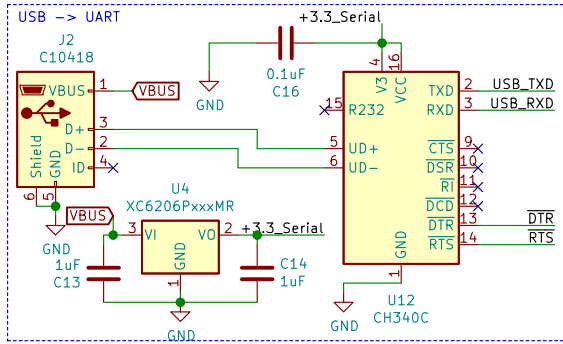 USB -> UART
J2
C10418
VBUS 1
VBUS
D+ 3
D- 2
ID 4
Shield
GND
6
5
GND
+3.3_Serial
0.1uF
C16
GND
4
16
V3
VCC
15 R232
TXD 2 USB_TXD
RXD 3 USB_RXD
5 UD+
6 UD-
CTS 9
DSR 10
RI 11
DCD 12
DTR 13 DTR
RTS 14 RTS
GND
1
GND
U12
CH340C
U4
XC6206PxxxMR
VBUS
3 VI
VO 2
+3.3_Serial
GND
1
1uF
C13
C14
1uF
GND